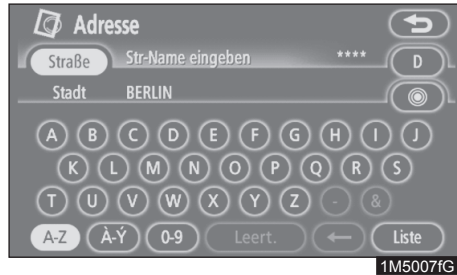 Adresse
Straße Str-Name eingeben **** D
Stadt BERLIN
A B C D E F G H I J
K L M N O P Q R S
T U V W X Y Z - &
A-Z À-Ý 0-9 Leert. ← Liste
1M5007fG